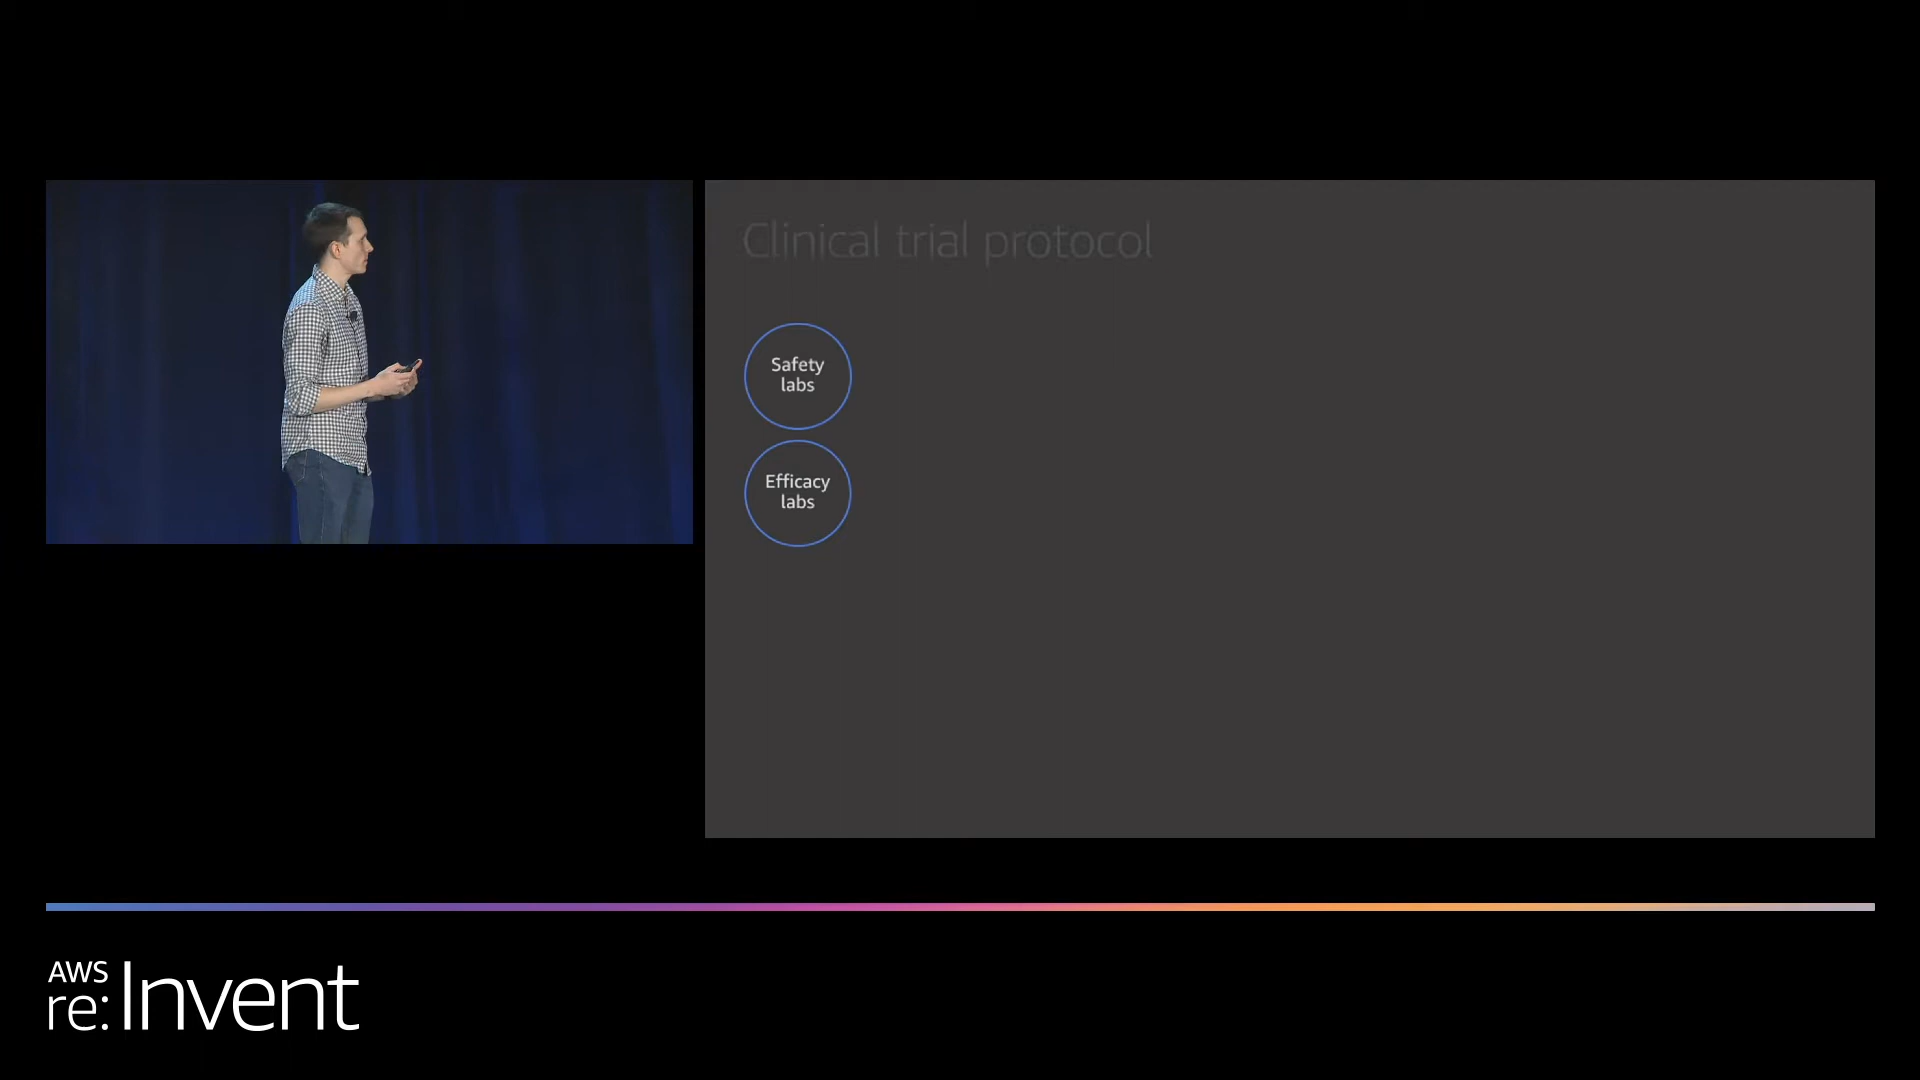 Clinical trial protocol
Safety
labs
Efficacy
labs
AWS
re:Invent